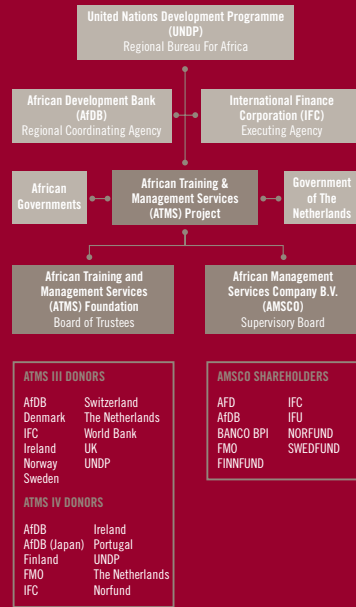 United Nations Development Programme
(UNDP)
Regional Bureau For Africa
African Development Bank
(AfDB)
Regional Coordinating Agency
International Finance
Corporation (IFC)
Executing Agency
African
Governments
African Training &
Management Services
(ATMS) Project
Government
of The
Netherlands
African Training and
Management Services
(ATMS) Foundation
Board of Trustees
African Management
Services Company B.V.
(AMSCO)
Supervisory Board
ATMS III DONORS
AfDB
Denmark
IFC
Ireland
Norway
Sweden
Switzerland
The Netherlands
World Bank
UK
UNDP
ATMS IV DONORS
AfDB
AfDB (Japan)
Finland
FMO
IFC
Ireland
Portugal
UNDP
The Netherlands
Norfund
AMSCO SHAREHOLDERS
AFD
AfDB
BANCO BPI
FMO
FINNFUND
IFC
IFU
NORFUND
SWEDFUND